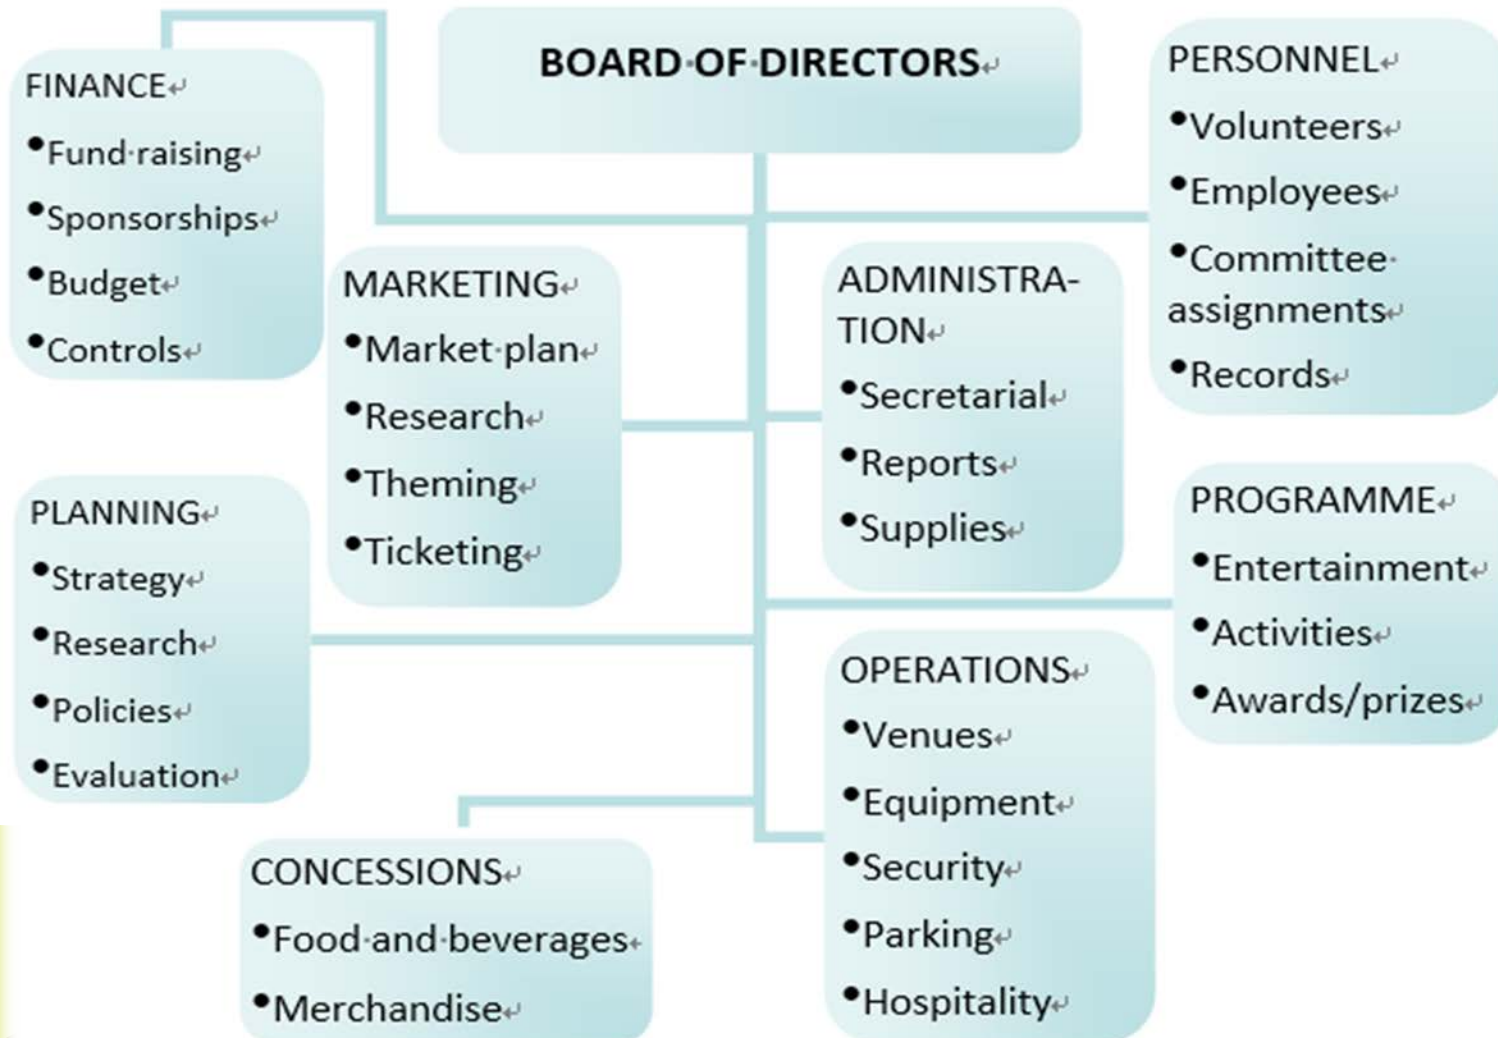 BOARD OF DIRECTORS
FINANCE
•Fund raising
•Sponsorships
•Budget
•Controls
PERSONNEL
•Volunteers
•Employees
•Committee
assignments
•Records
MARKETING
•Market plan
•Research
•Theming
•Ticketing
ADMINISTRA-
TION
•Secretarial
•Reports
•Supplies
PLANNING
•Strategy
•Research
•Policies
•Evaluation
PROGRAMME
•Entertainment
•Activities
•Awards/prizes
OPERATIONS
•Venues
•Equipment
•Security
•Parking
•Hospitality
CONCESSIONS
•Food and beverages
•Merchandise